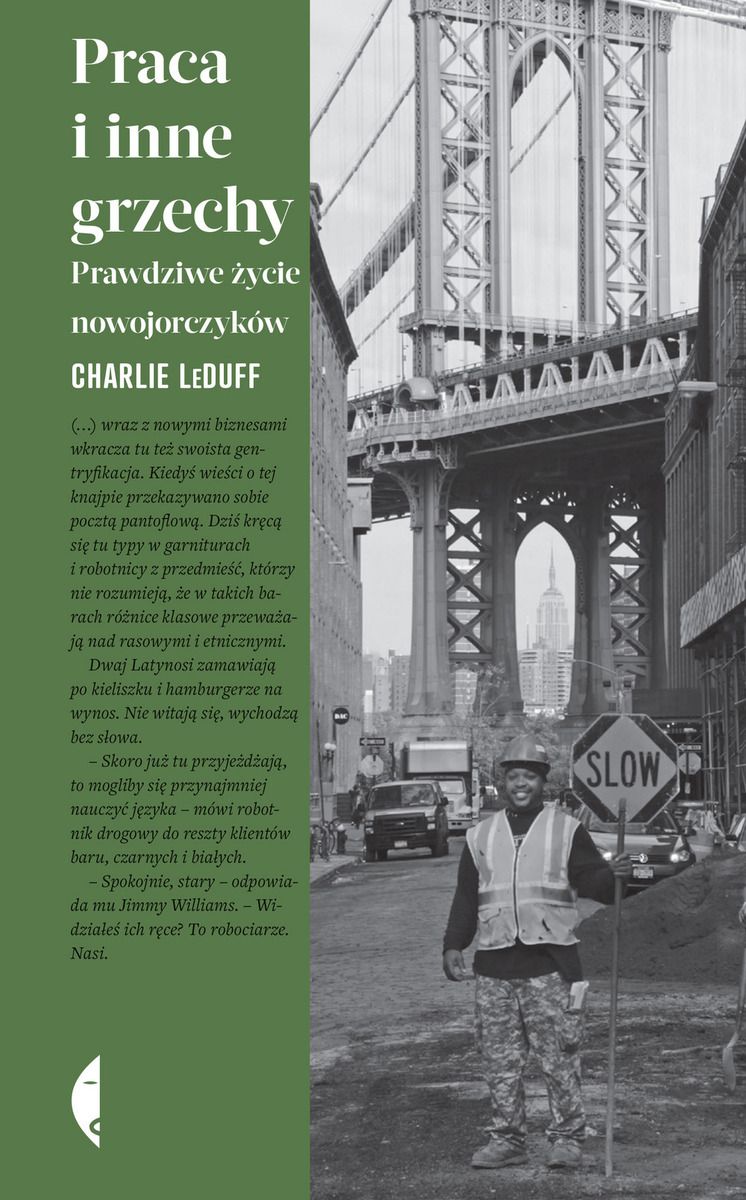 Praca
i inne
grzechy
Prawdziwe życie
nowojorczyków
CHARLIE LEDUFF
(...) wraz z nowymi biznesami
wkracza tu też swoista gen-
tryfikacja. Kiedyś wieści o tej
knajpie przekazywano sobie
pocztą pantoflową. Dziś kręcą
się tu typy w garniturach
i robotnicy z przedmieść, którzy
nie rozumieją, że w takich ba-
rach różnice klasowe przeważa-
ją nad rasowymi i etnicznymi.
Dwaj Latynosi zamawiają
po kieliszku i hamburgerze na
wynos. Nie witają się, wychodzą
bez słowa.
– Skoro już tu przyjeżdżają,
to mogliby się przynajmniej
nauczyć języka – mówi robot-
nik drogowy do reszty klientów
baru, czarnych i białych.
– Spokojnie, stary – odpowia-
da mu Jimmy Williams. – Wi-
działeś ich ręce? To robociarze.
Nasi.
SLOW